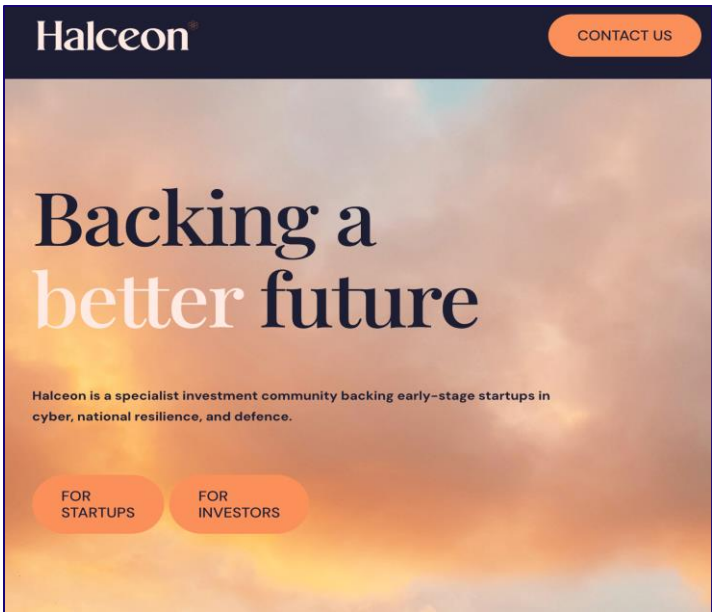 Halceon
CONTACT US
Backing a
better future
Halceon is a specialist investment community backing early-stage startups in
cyber, national resilience, and defence.
FOR
STARTUPS
FOR
INVESTORS